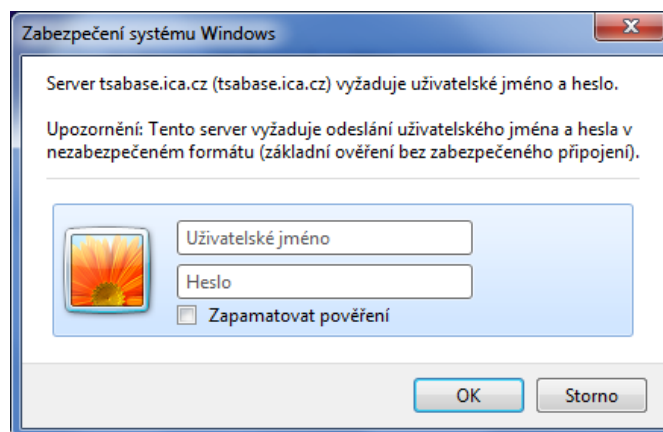 Zabezpečení systému Windows
Server tsabase.ica.cz (tsabase.ica.cz) vyžaduje uživatelské jméno a heslo.
Upozornění: Tento server vyžaduje odeslání uživatelského jména a hesla v
nezabezpečeném formátu (základní ověření bez zabezpečeného připojení).
Uživatelské jméno
Heslo
Zapamatovat pověření
OK
Storno